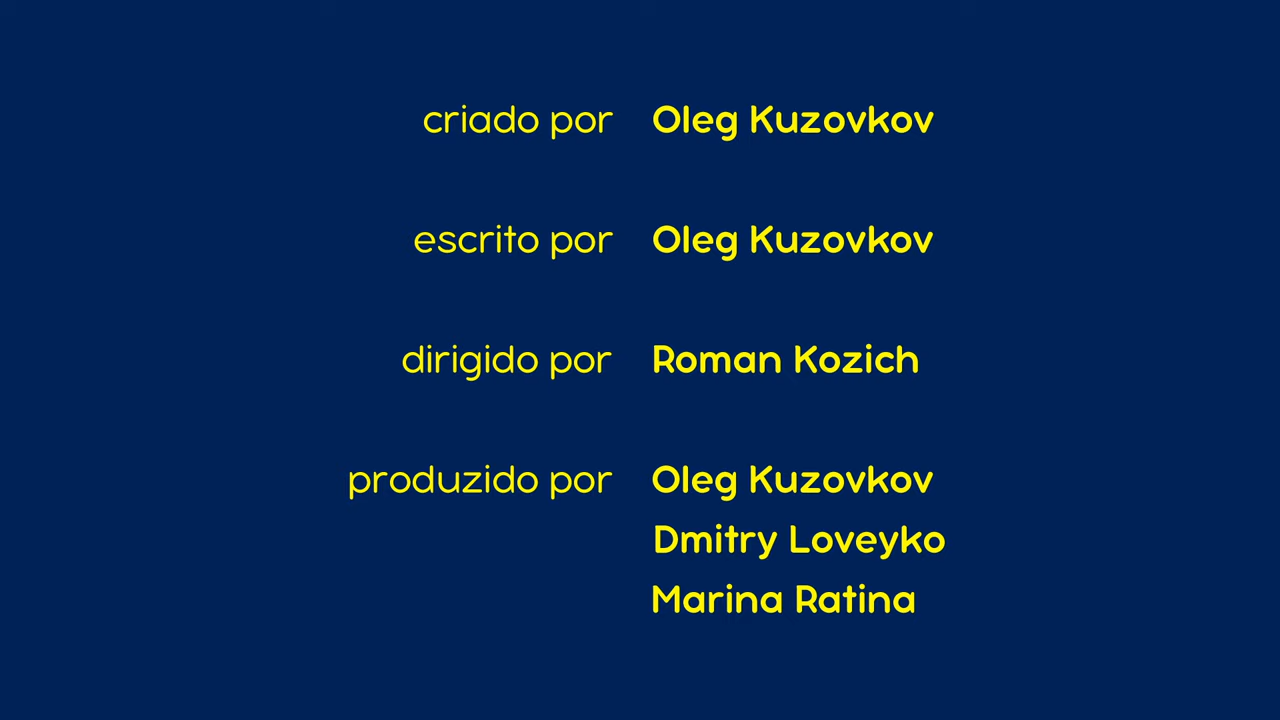 criado por Oleg Kuzovkov
escrito por Oleg Kuzovkov
dirigido por Roman Kozich
produzido por Oleg Kuzovkov
Dmitry Loveyko
Marina Ratina